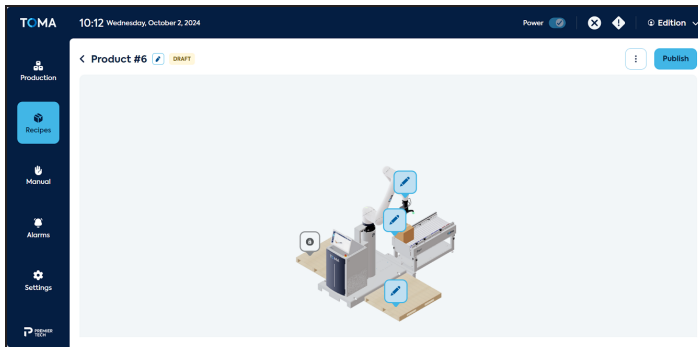 TOMA
10:12 Wednesday, October 2, 2024
Power
Edition
Production
Recipes
Manual
Alarms
Settings
PREMIER
TECH
Product #6
DRAFT
Publish